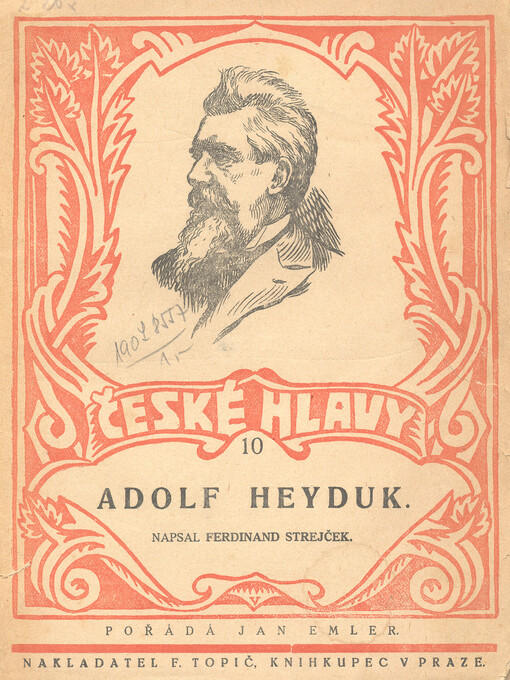 ČESKÉ HLAVY
10
ADOLF HEYDUK.
NAPSAL FERDINAND STREJČEK.
V
POŘÁDÁ JAN EMLER.
NAKLADATEL F. TOPIČ, KNIHKUPEC V PRAZE.